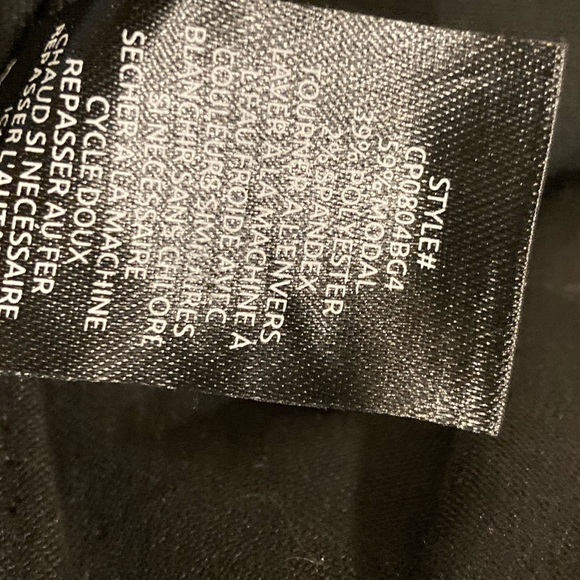 STYLE#
CP0804BG4
59% MODAL
39% POLYESTER
2% SPANDEX
TOURNER A L'ENVERS
LAVER A LA MACHINE A
L'EAU FROIDE AVEC
COULEURS SIMILAIRES
BLANCHIR SANS CHLORE
SI NECESSAIRE
SECHER A LA MACHINE
CYCLE DOUX
REPASSER AU FER
CHAUD SI NECESSAIRE